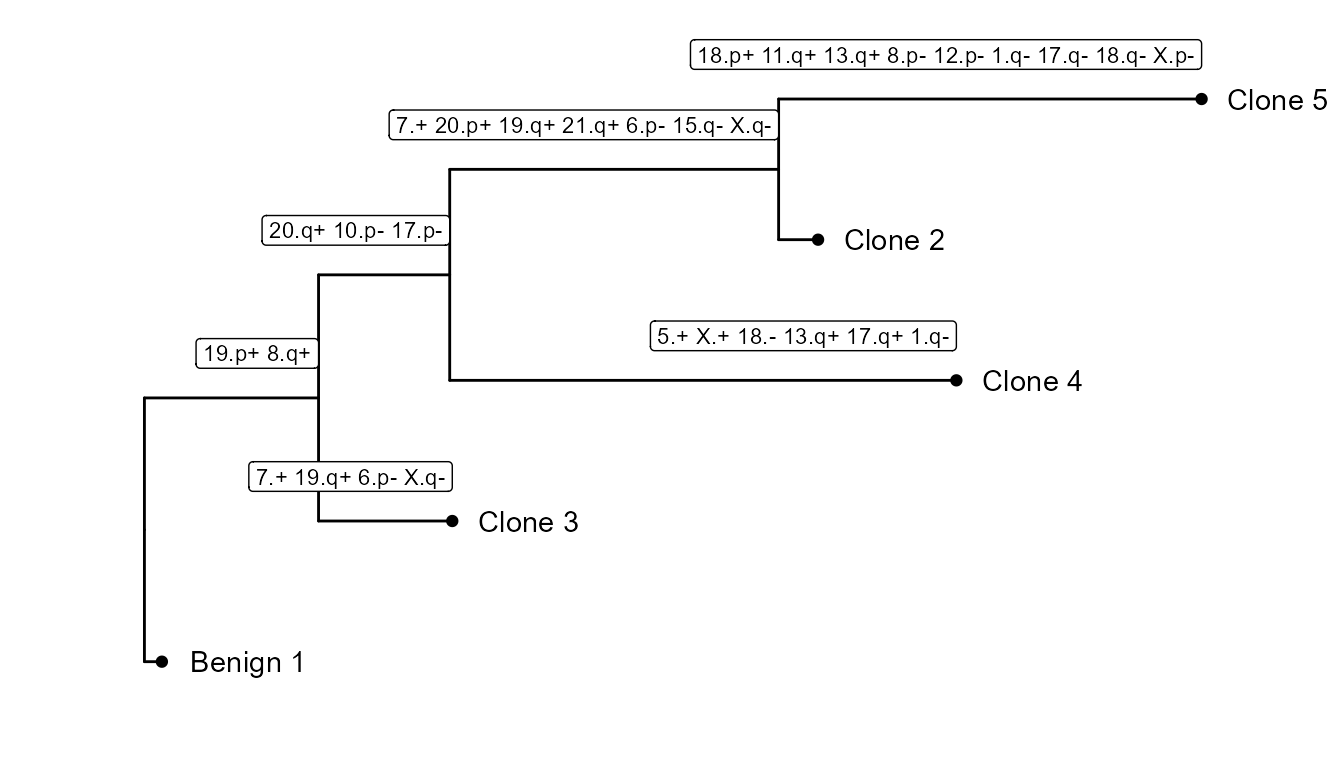 18.p+ 11.q+ 13.q+ 8.p- 12.p- 1.q- 17.q- 18.q- X.p-
Clone 5
7.+ 20.p+ 19.q+ 21.q+ 6.p- 15.q- X.q-
20.q+ 10.p- 17.p-
Clone 2
5.+ X.+ 18.- 13.q+ 17.q+ 1.q-
19.p+ 8.q+
Clone 4
7.+ 19.q+ 6.p- X.q-
Clone 3
Benign 1